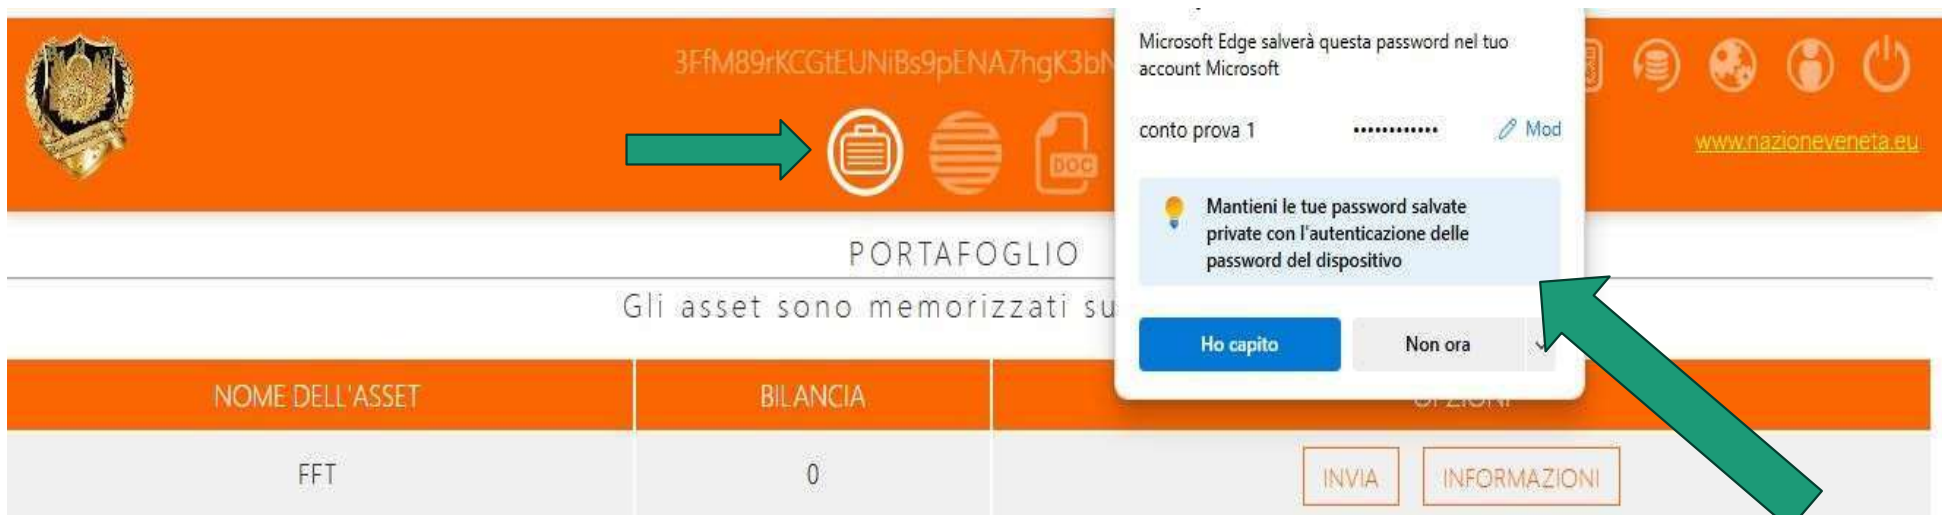 3FfM89rKCGtEUNiBs9pENA7hgK3bN
DOC
www.nazioneveneta.eu
Microsoft Edge salverà questa password nel tuo
account Microsoft
conto prova 1 •••••••••••• Mod
Mantieni le tue password salvate
private con l'autenticazione delle
password del dispositivo
Ho capito Non ora
PORTAFOGLIO
Gli asset sono memorizzati su
NOME DELL'ASSET BILANCIA OPZIONI
FFT 0 INVIA INFORMAZIONI